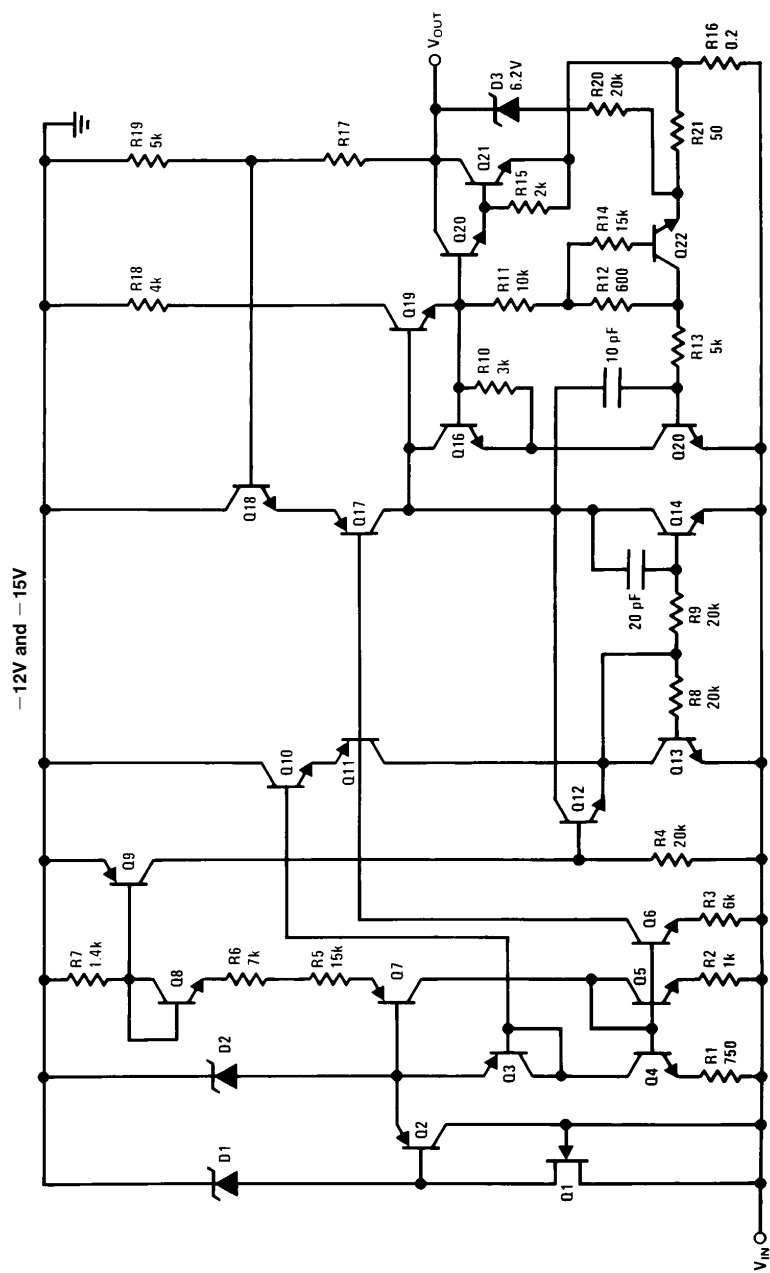 −12V and −15V
R19
5k
R17
VOUT
D3
6.2V
R20
20k
R16
0.2
R21
50
Q21
R15
2k
Q20
R14
15k
Q22
R18
4k
Q19
R11
10k
R12
600
R13
5k
10 pF
R10
3k
Q16
Q20
Q18
Q17
Q14
20 pF
R9
20k
R8
20k
Q13
Q10
Q11
Q12
Q9
R4
20k
R7
1.4k
Q8
R6
7k
R5
15k
Q7
Q6
R3
6k
Q5
R2
1k
D2
Q3
Q4
R1
750
D1
Q2
Q1
VIN